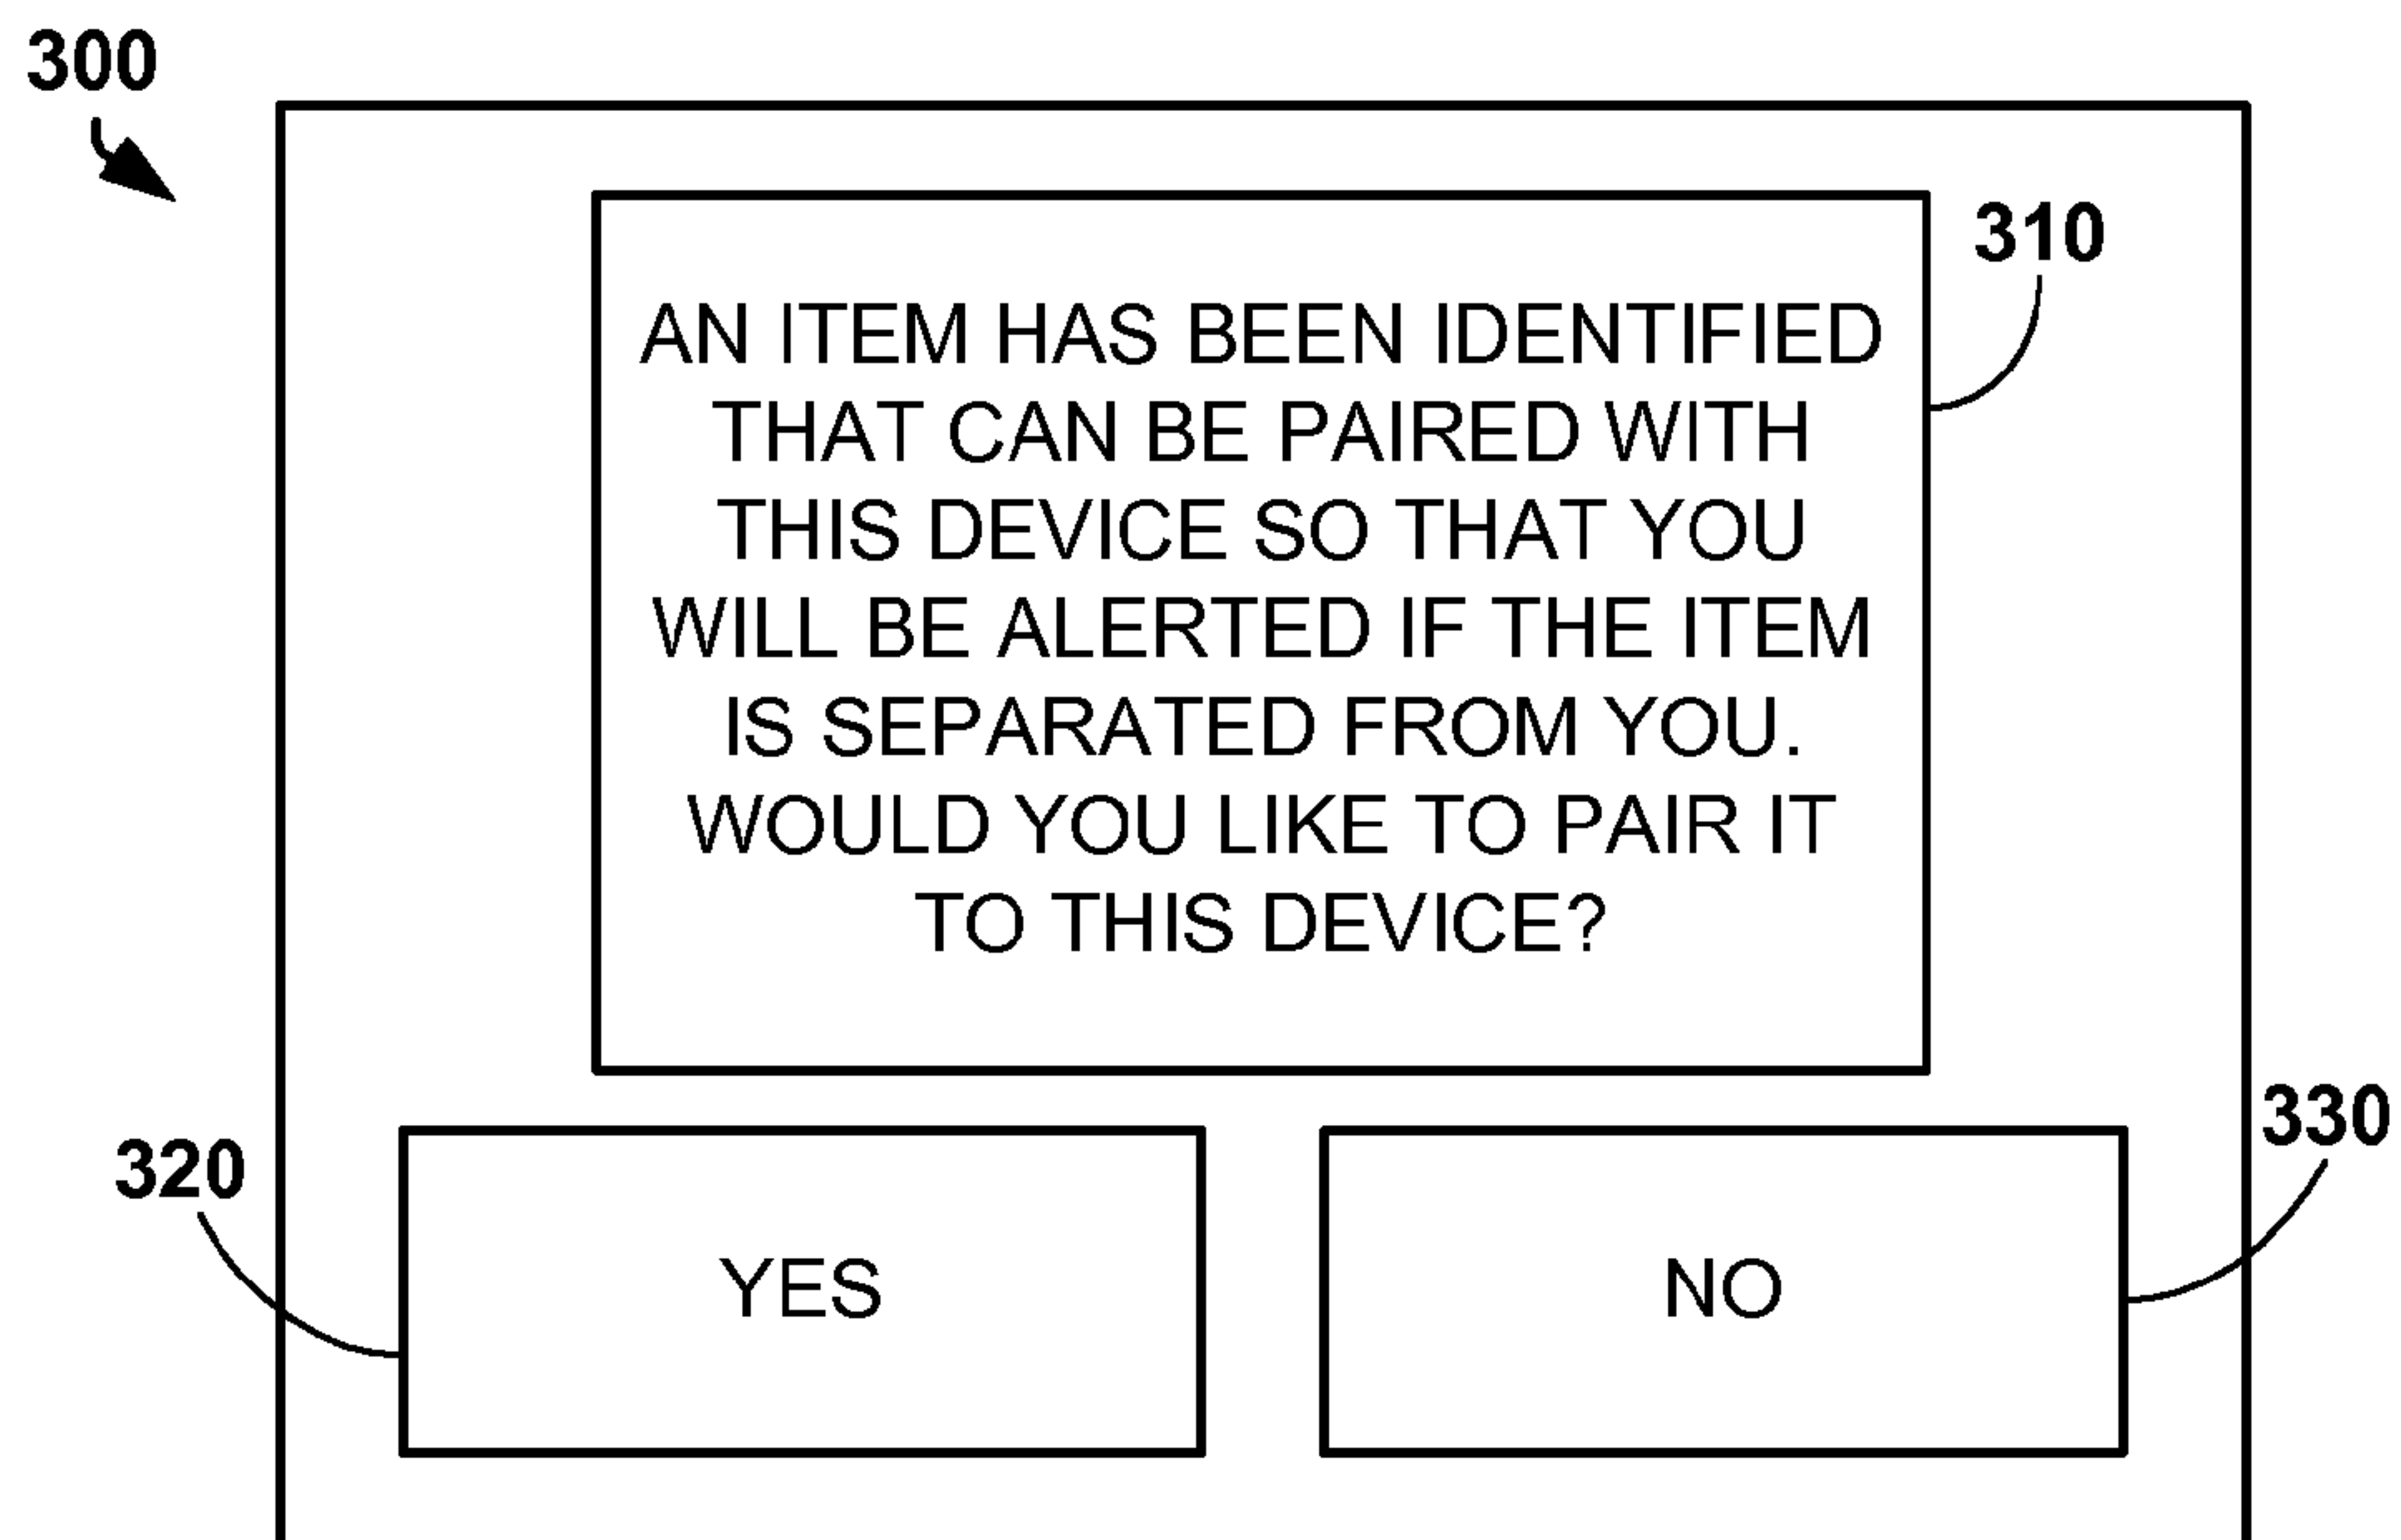 300
310
AN ITEM HAS BEEN IDENTIFIED
THAT CAN BE PAIRED WITH
THIS DEVICE SO THAT YOU
WILL BE ALERTED IF THE ITEM
IS SEPARATED FROM YOU.
WOULD YOU LIKE TO PAIR IT
TO THIS DEVICE?
320
330
YES
NO